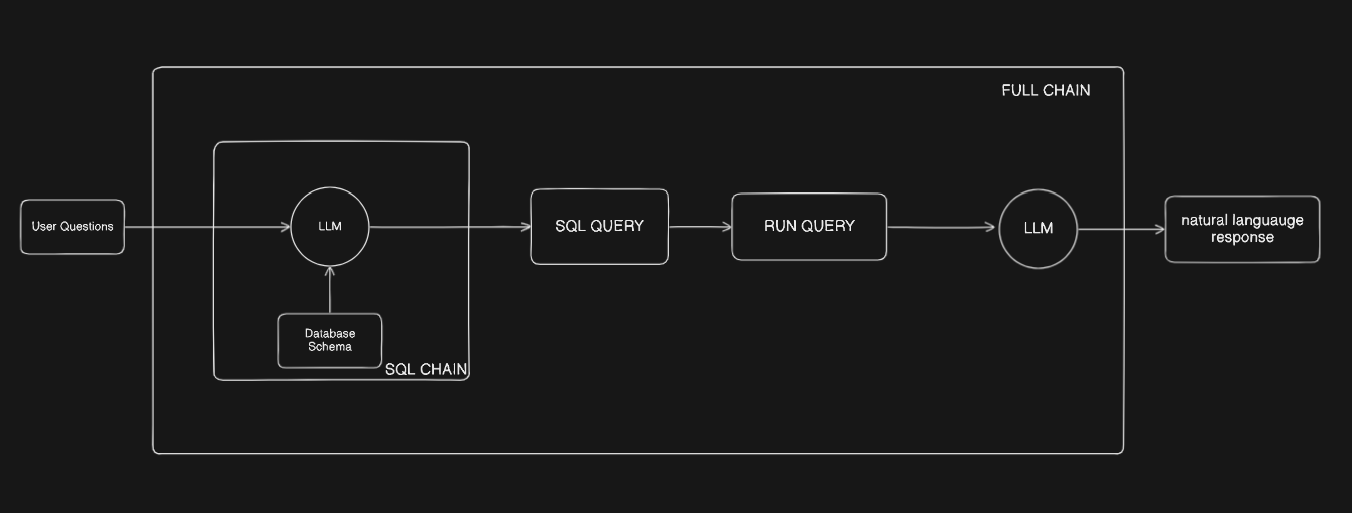 FULL CHAIN
User Questions
LLM
SQL QUERY
RUN QUERY
LLM
natural languauge
response
Database
Schema
SQL CHAIN